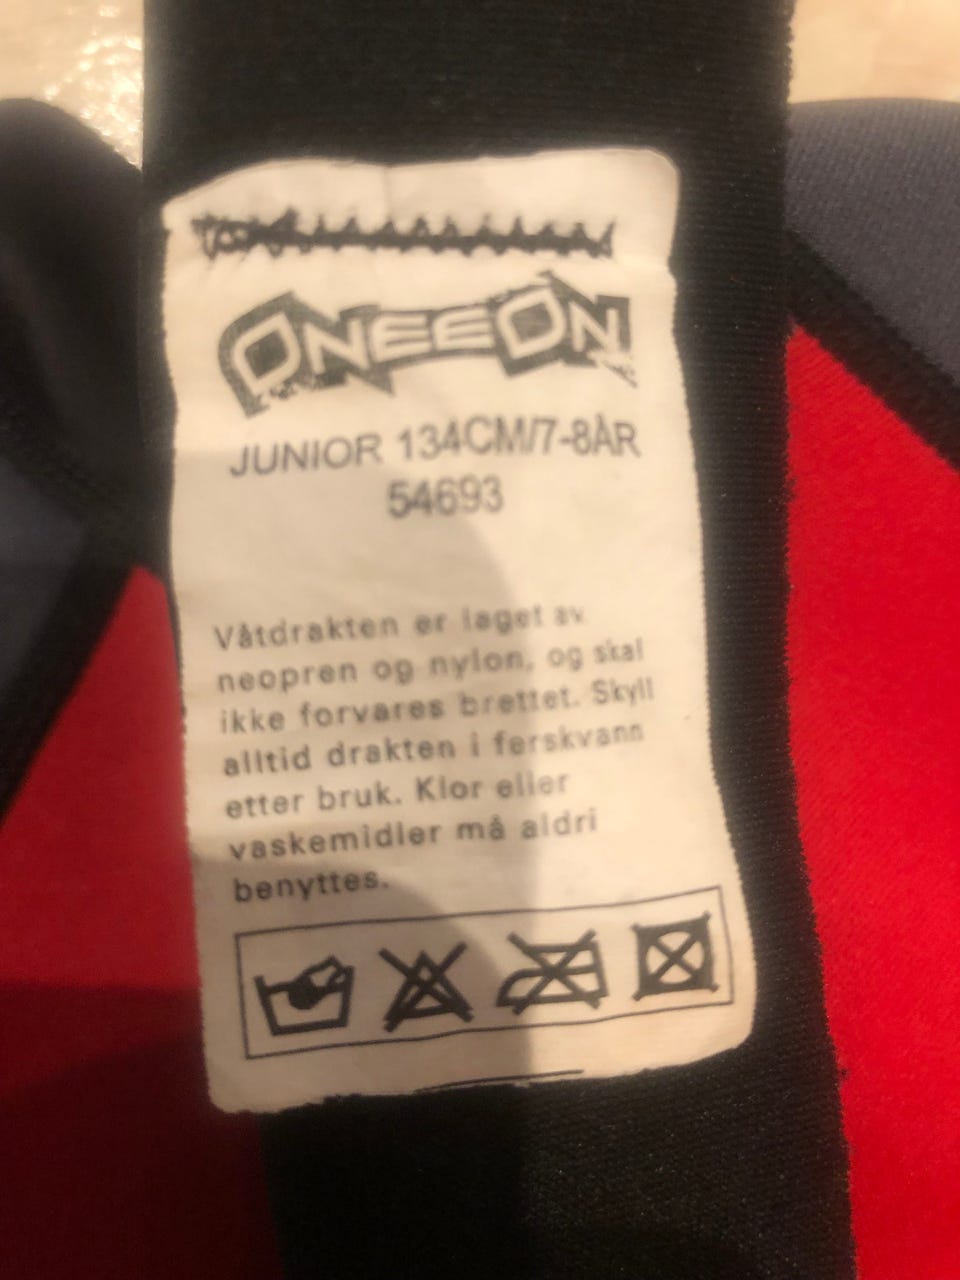 ONEEON
JUNIOR 134CM/7-8ÅR
54693
Våtdrakten er laget av
neopren og nylon, og skal
ikke forvares brettet. Skyll
alltid drakten i ferskvann
etter bruk. Klor eller
vaskemidler må aldri
benyttes.